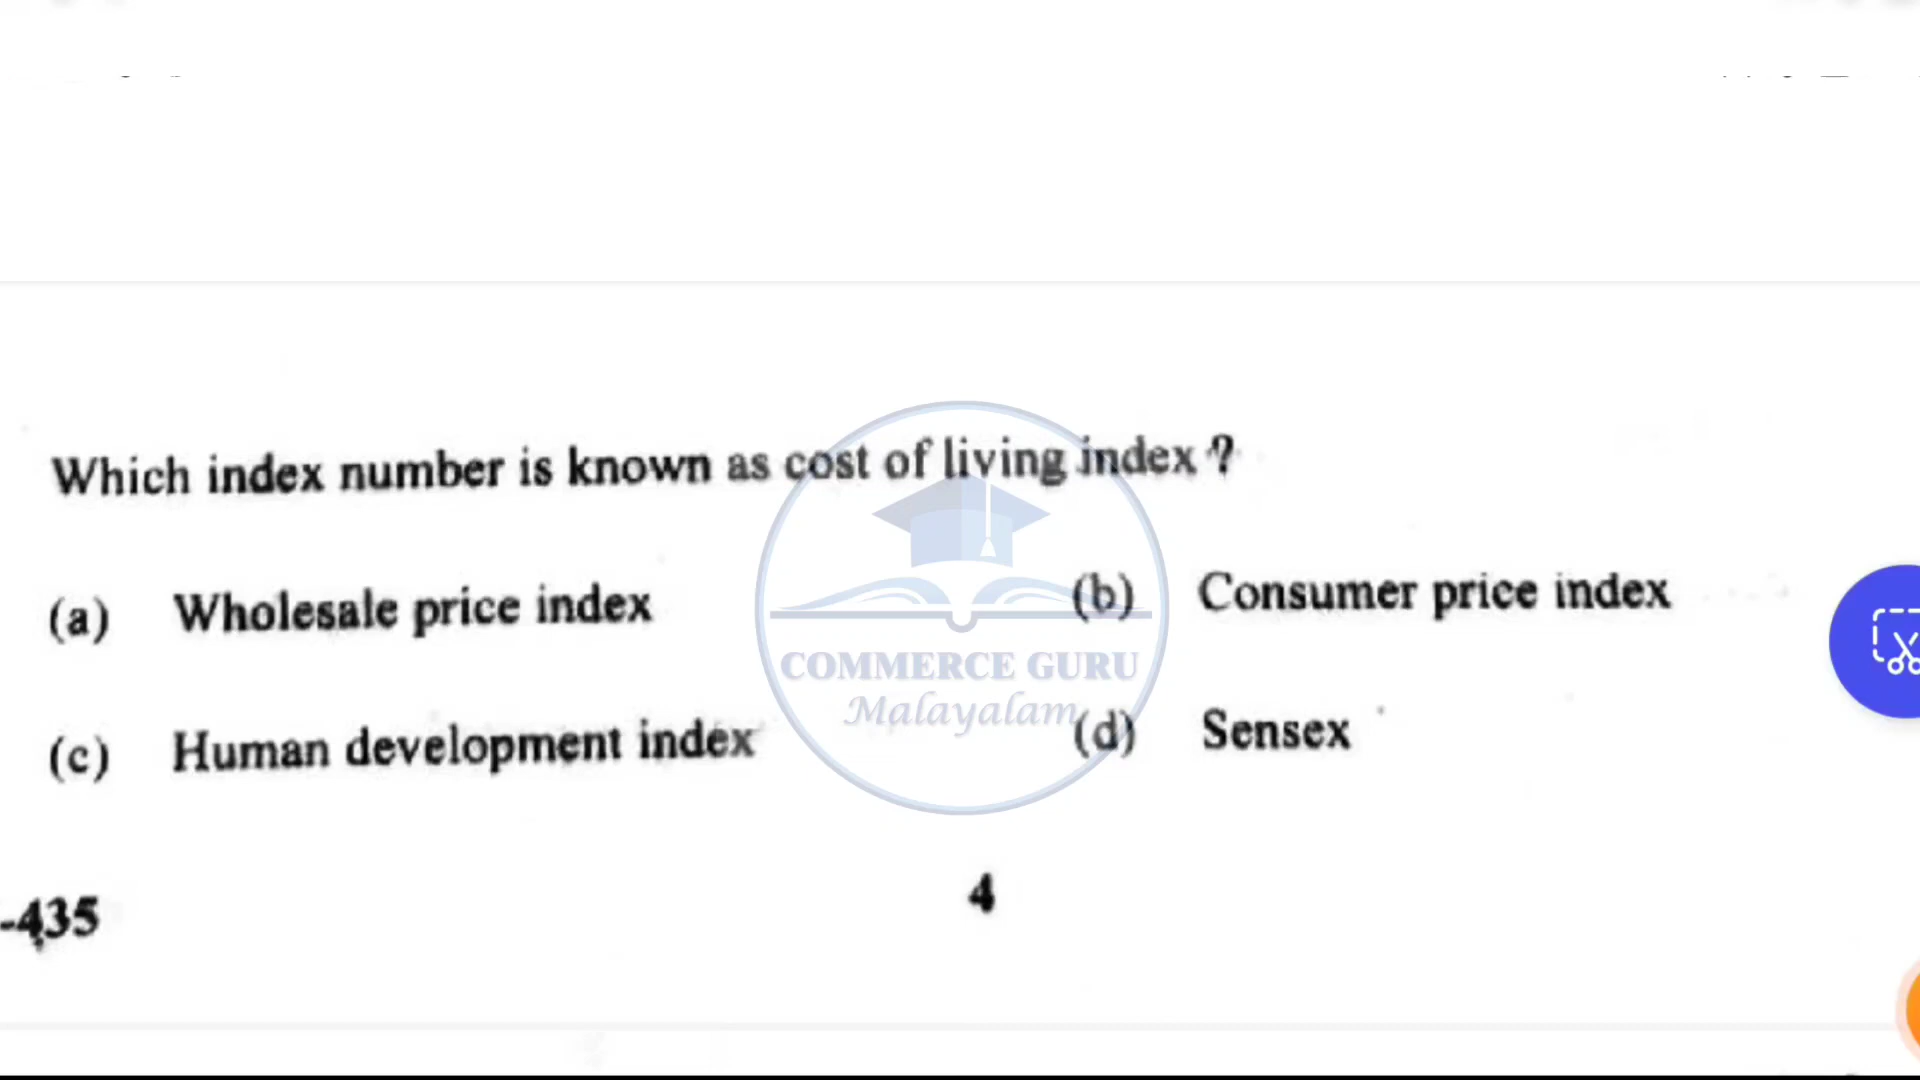 Which index number is known as cost of living index ?
(a) Wholesale price index (b) Consumer price index
COMMERCE GURU
Malayalam
(c) Human development index (d) Sensex
4
-435